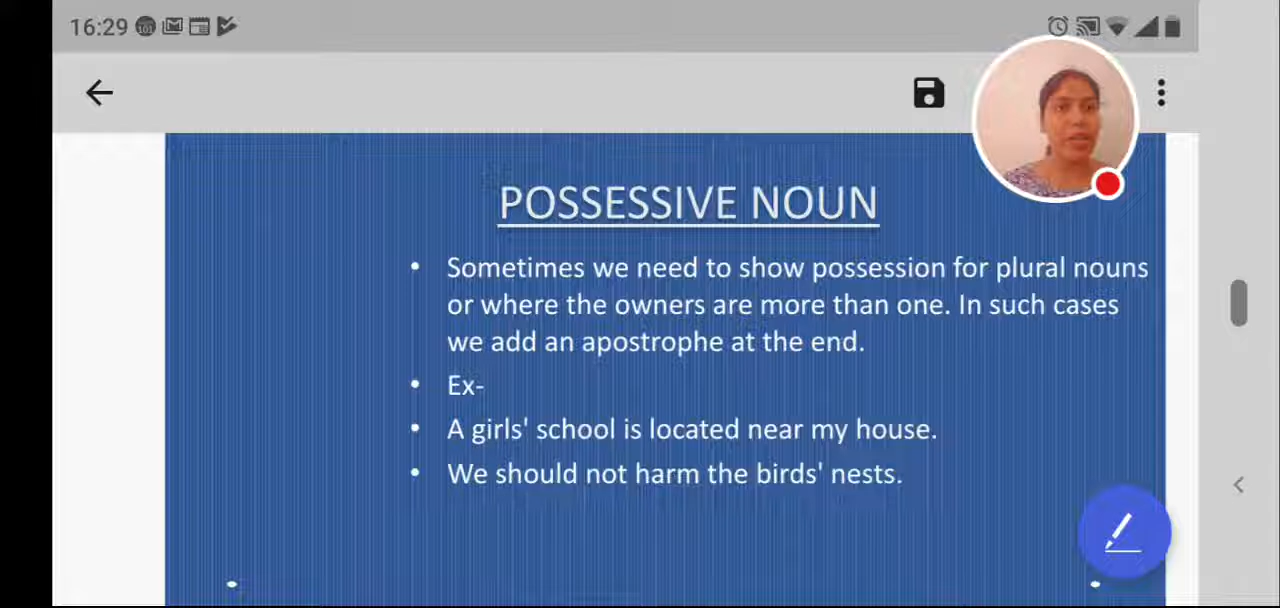 16:29
POSSESSIVE NOUN
• Sometimes we need to show possession for plural nouns
or where the owners are more than one. In such cases
we add an apostrophe at the end.
• Ex-
• A girls' school is located near my house.
• We should not harm the birds' nests.